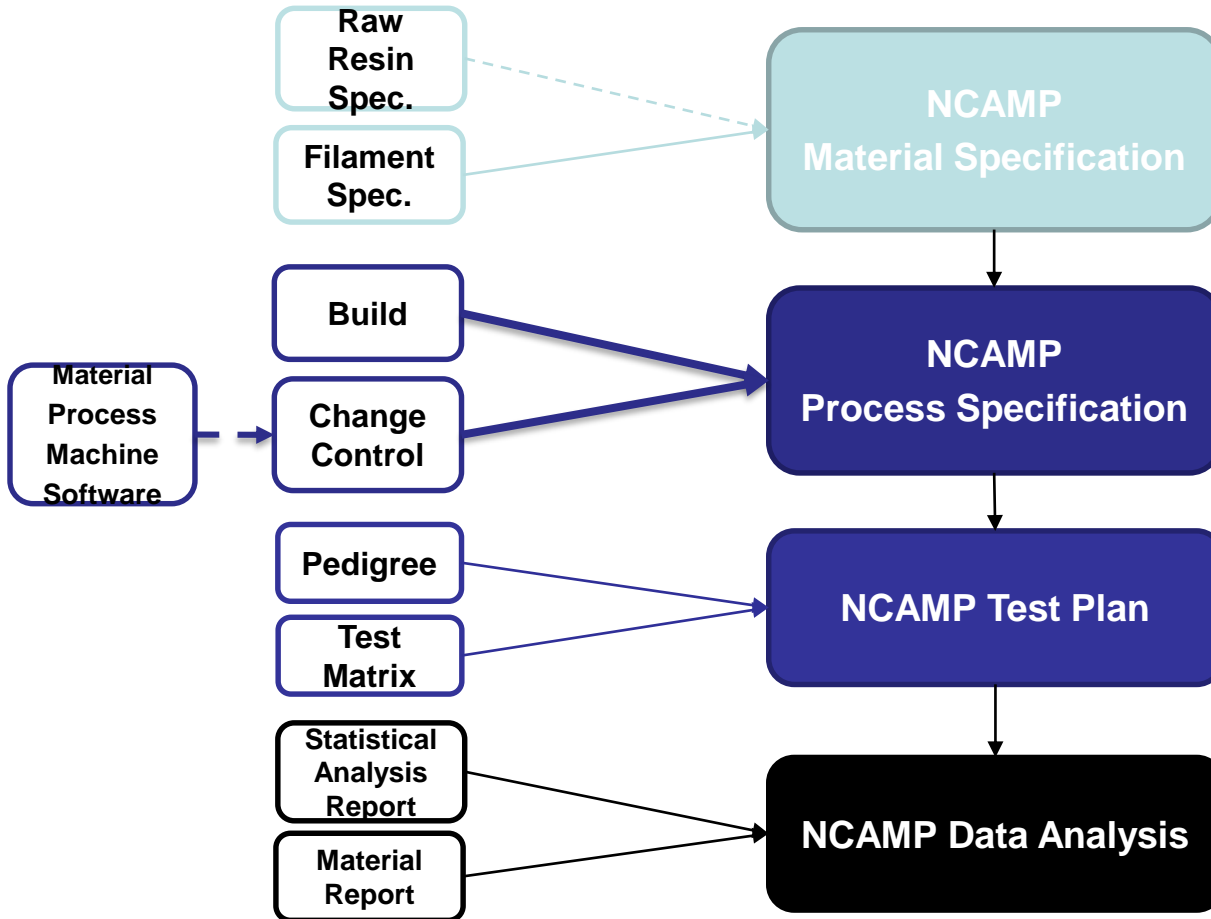 Raw
Resin
Spec.
NCAMP
Material Specification
Filament
Spec.
Build
NCAMP
Process Specification
Material
Process
Machine
Software
Change
Control
Pedigree
NCAMP Test Plan
Test
Matrix
Statistical
Analysis
Report
NCAMP Data Analysis
Material
Report